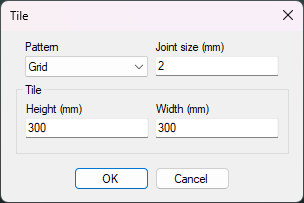 Tile
Pattern Joint size (mm)
Grid 2
Tile
Height (mm) Width (mm)
300 300
OK Cancel